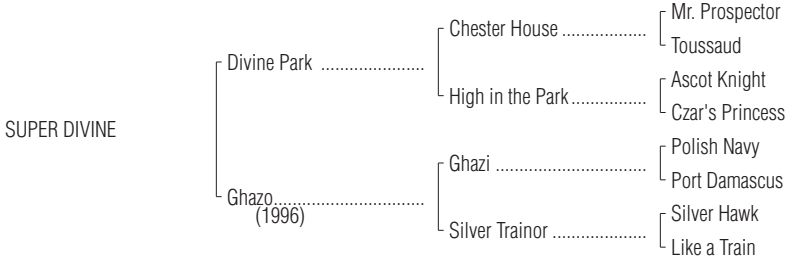 Mr. Prospector
Chester House ..................
Toussaud
Divine Park ......................
Ascot Knight
High in the Park................
Czar's Princess
SUPER DIVINE
Polish Navy
Ghazi ................................
Port Damascus
Ghazo................................
(1996)
Silver Hawk
Silver Trainor ....................
Like a Train